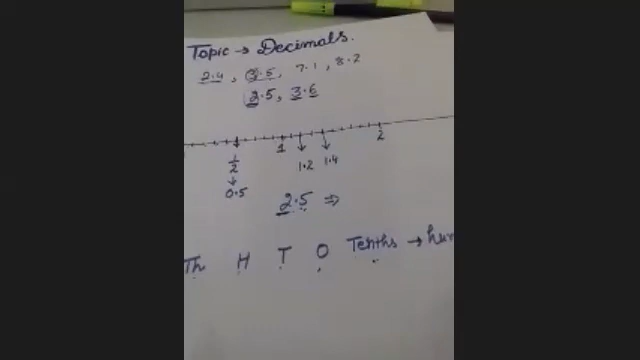 Topic → Decimals.
2.4, 3.5, 7.1, 8.2
2.5, 3.6
1 2
1/2 1.2 1.4
0.5
2.5 ⇒
Th H T O Tenths →